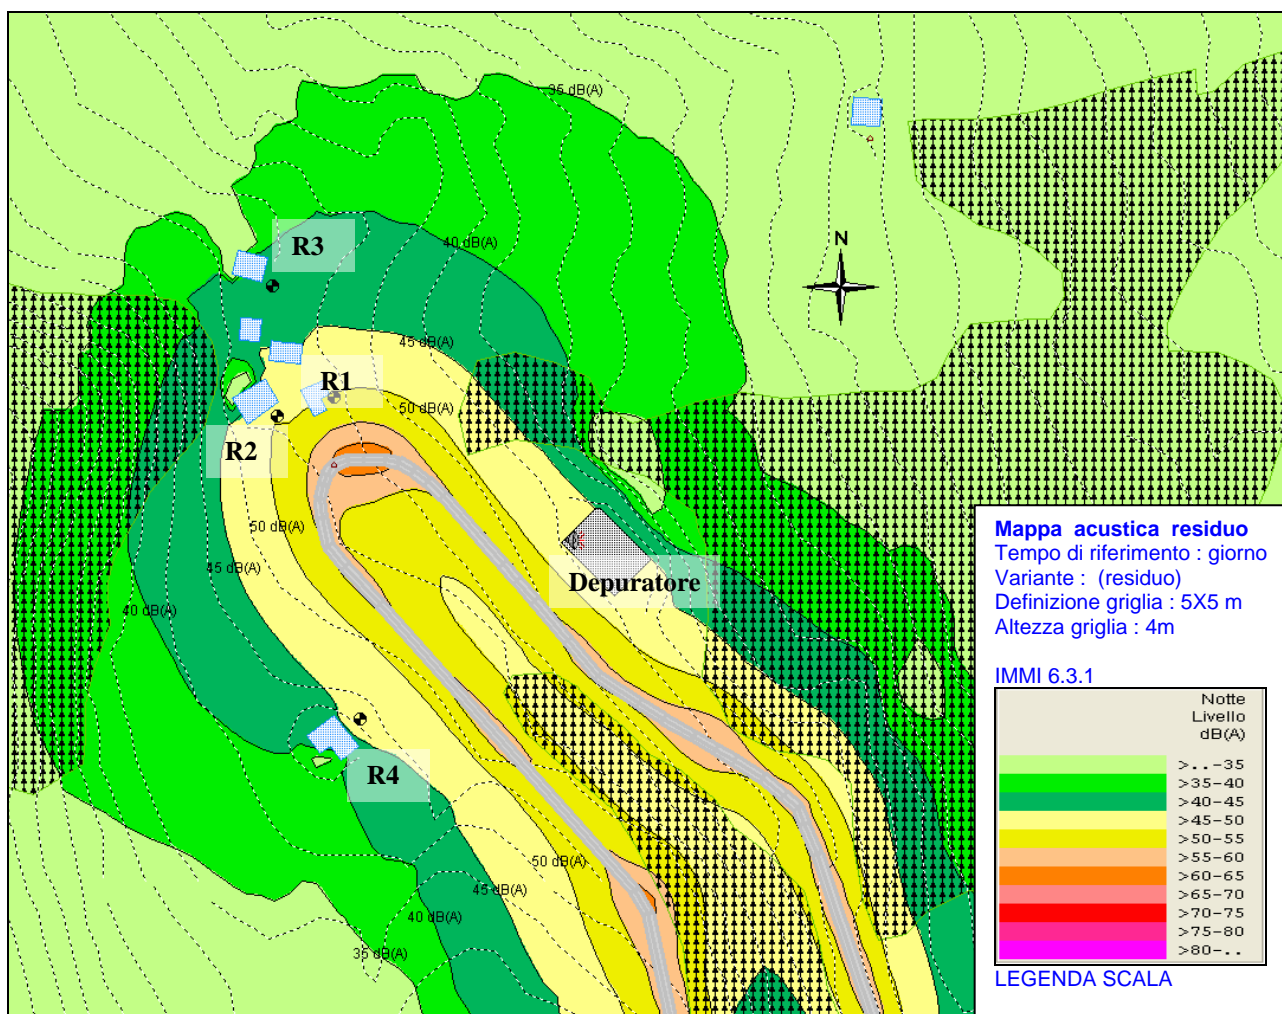 35 dB(A)
N
R3
40 dB(A)
45 dB(A)
R1
50 dB(A)
R2
50 dB(A)
45 dB(A)
Depuratore
40 dB(A)
R4
50 dB(A)
45 dB(A)
40 dB(A)
35 dB(A)
Mappa acustica residuo
Tempo di riferimento : giorno
Variante : (residuo)
Definizione griglia : 5X5 m
Altezza griglia : 4m
IMMI 6.3.1
Notte
Livello
dB(A)
>..-35
>35-40
>40-45
>45-50
>50-55
>55-60
>60-65
>65-70
>70-75
>75-80
>80-..
LEGENDA SCALA